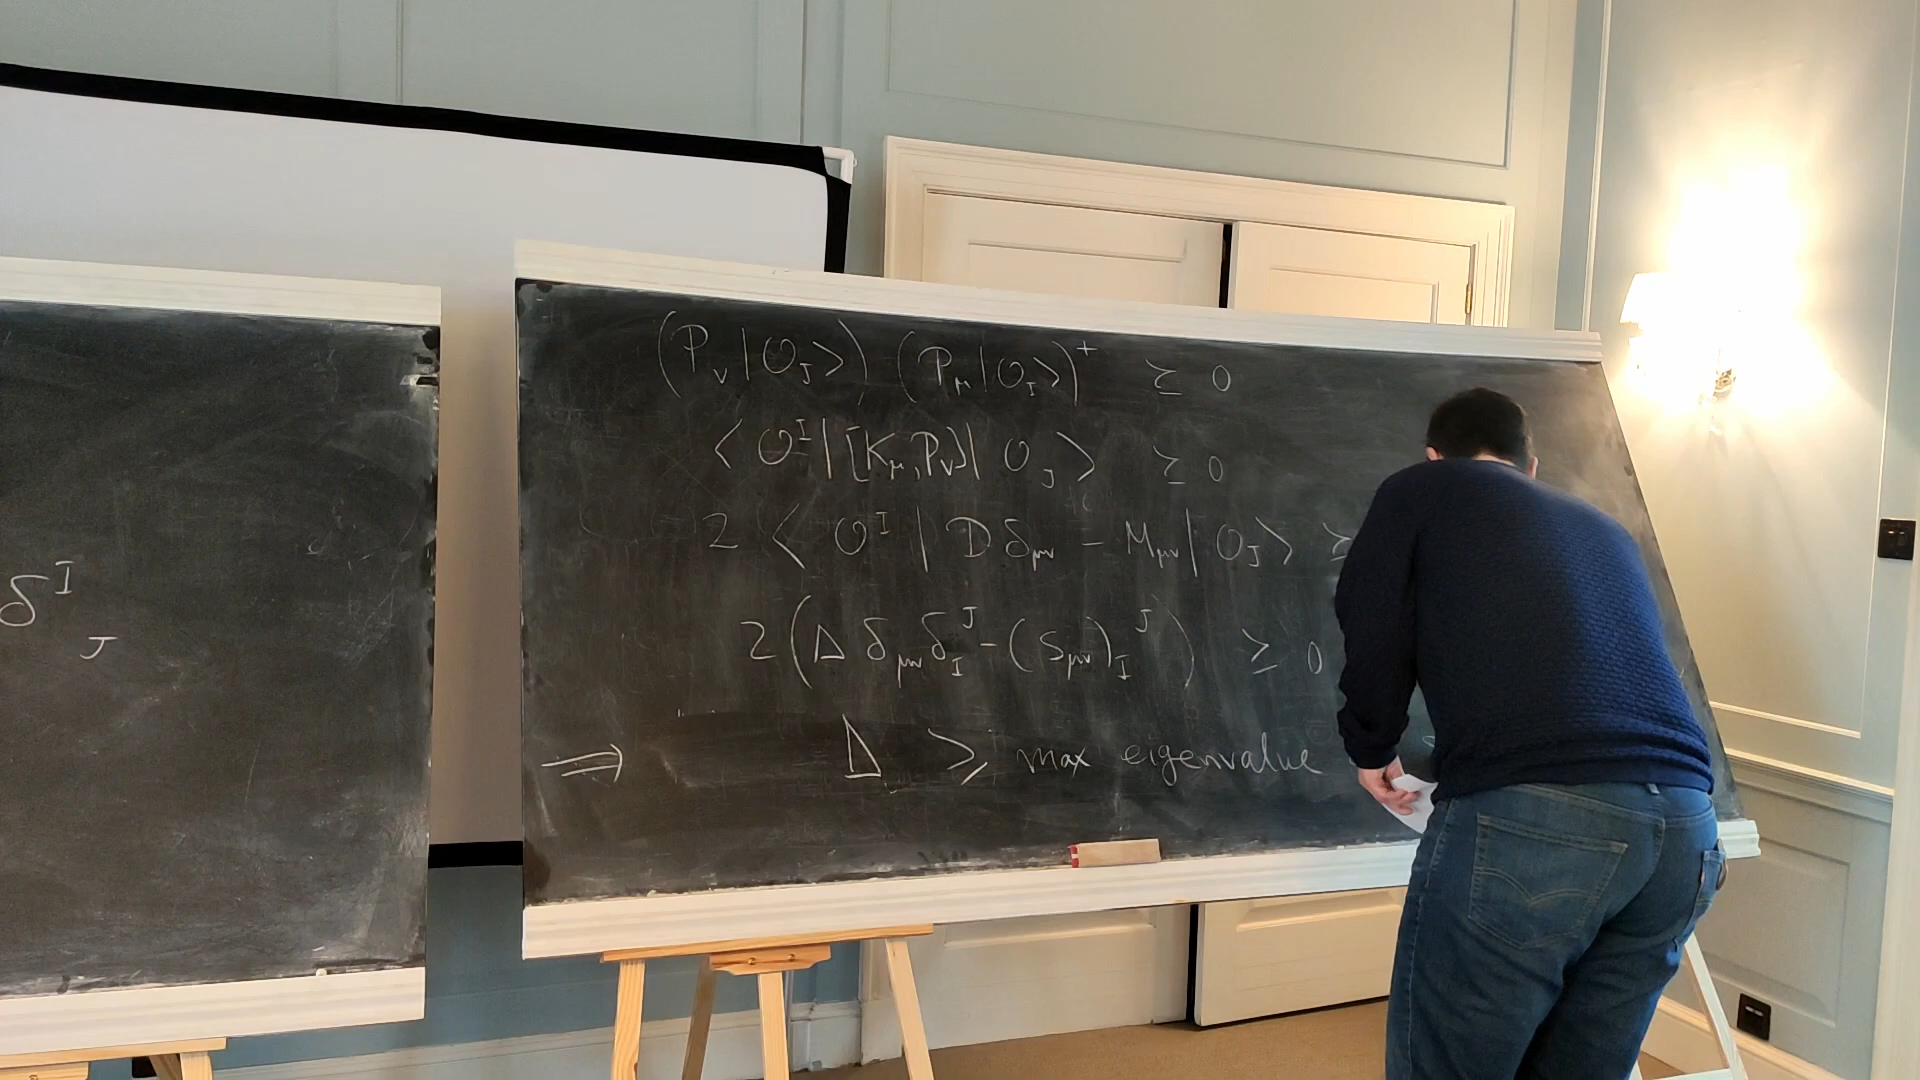 δ^I_J
(P_ν|O_J>) (P_μ|O_I>)^+ ≥ 0
<O^I|[K_μ,P_ν]|O_J> ≥ 0
2 <O^I|D δ_μν - M_μν|O_J> ≥
2(Δ δ_μν δ_I^J - (S_μν)_I^J) ≥ 0
⇒ Δ ≥ max eigenvalue